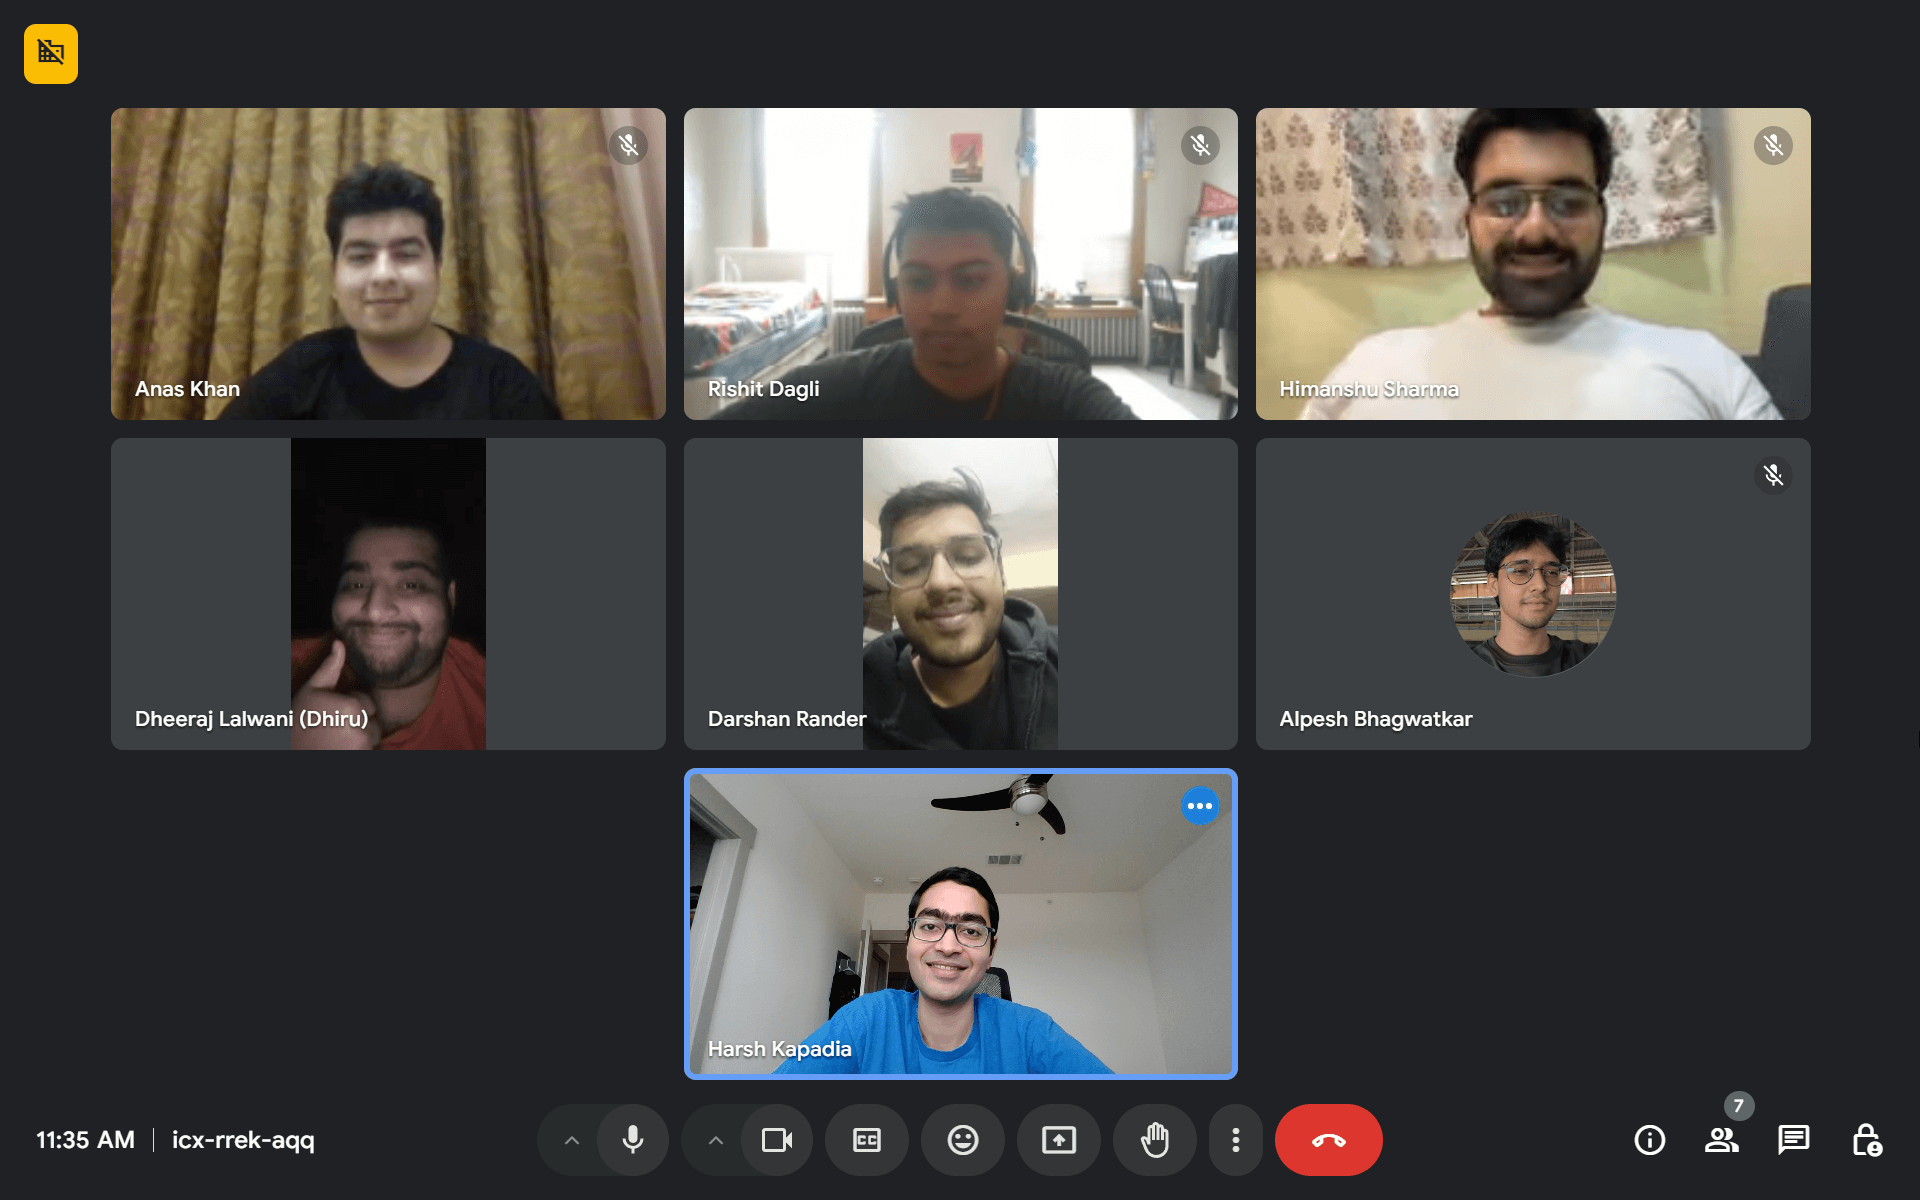 Anas Khan
Rishit Dagli
Himanshu Sharma
Dheeraj Lalwani (Dhiru)
Darshan Rander
Alpesh Bhagwatkar
Harsh Kapadia
11:35 AM
icx-rrek-aqq
CC
7